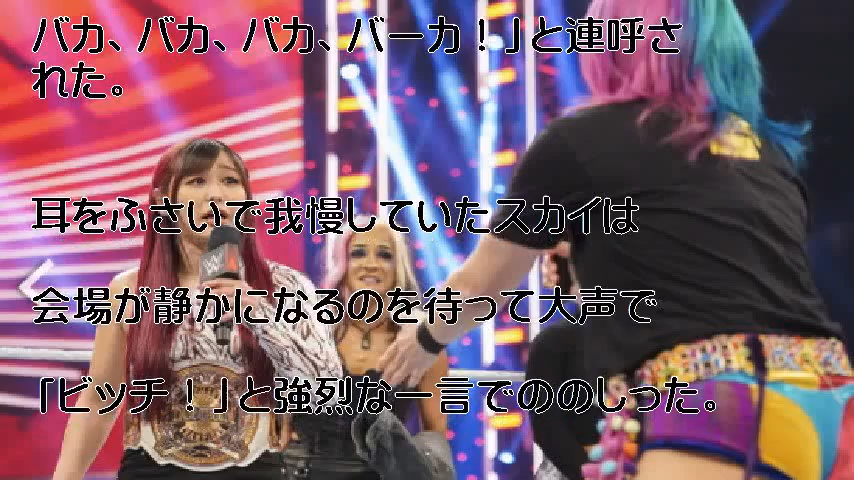 バカ、バカ、バカ、バーカ！」と連呼さ
れた。
耳をふさいで我慢していたスカイは
会場が静かになるのを待って大声で
「ビッチ！」と強烈な一言でののしった。